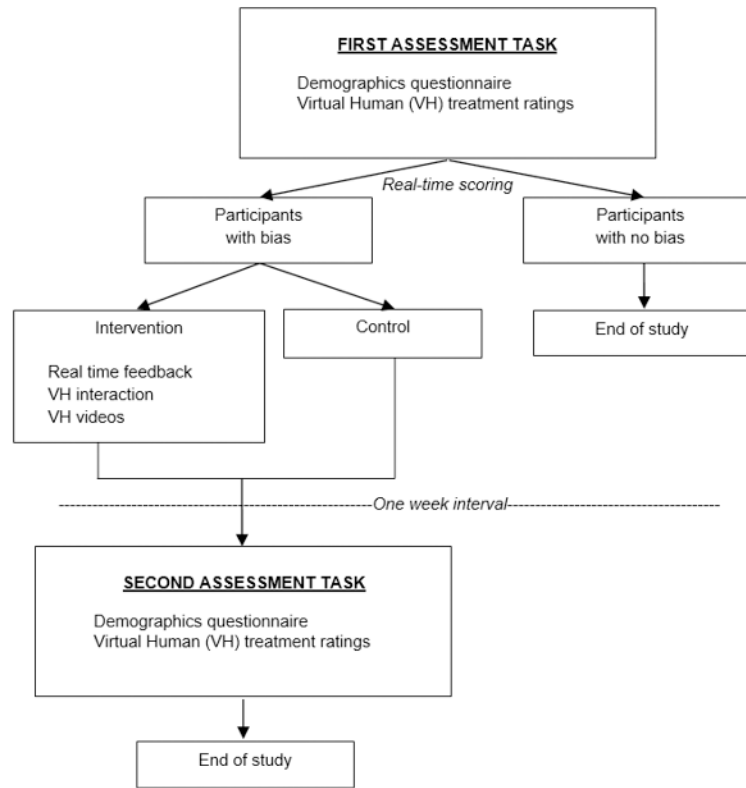 FIRST ASSESSMENT TASK
Demographics questionnaire
Virtual Human (VH) treatment ratings
Real-time scoring
Participants
with bias
Participants
with no bias
Intervention
Real time feedback
VH interaction
VH videos
Control
End of study
One week interval
SECOND ASSESSMENT TASK
Demographics questionnaire
Virtual Human (VH) treatment ratings
End of study